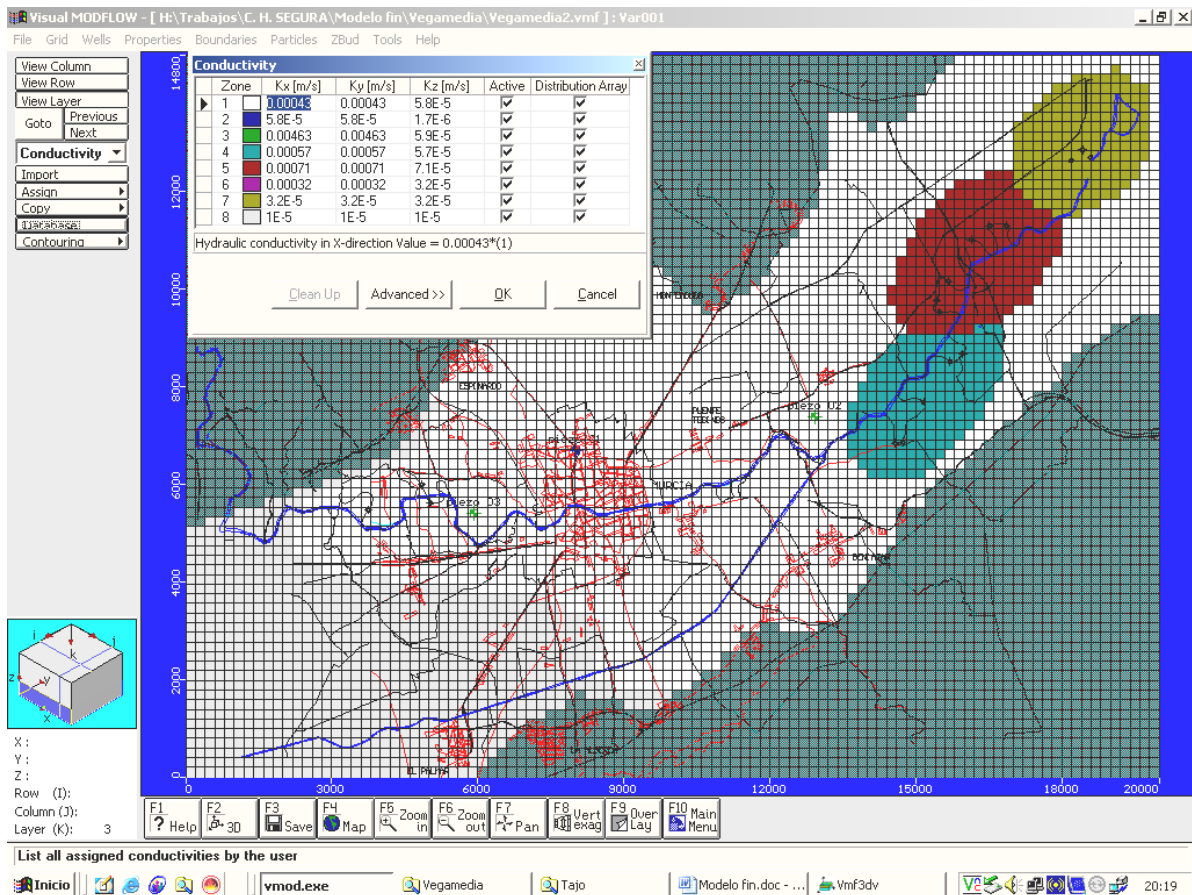 Visual MODFLOW - [ H:\Trabajos\C. H. SEGURA\Modelo fin\Vegamedia\Vegamedia2.vmf ] : Var001
File Grid Wells Properties Boundaries Particles ZBud Tools Help
View Column
View Row
View Layer
Goto
Previous
Next
Conductivity
Import
Assign
Copy
Database
Contouring
Conductivity
Zone Kx [m/s] Ky [m/s] Kz [m/s] Active Distribution Array
1 0.00043 0.00043 5.8E-5
2 5.8E-5 5.8E-5 1.7E-6
3 0.00463 0.00463 5.9E-5
4 0.00057 0.00057 5.7E-5
5 0.00071 0.00071 7.1E-5
6 0.00032 0.00032 3.2E-5
7 3.2E-5 3.2E-5 3.2E-5
8 1E-5 1E-5 1E-5
Hydraulic conductivity in X-direction Value = 0.00043*(1)
Clean Up Advanced >> OK Cancel
14800
12000
10000
8000
6000
4000
2000
0
ESPINARDO
piezo U2
MURCIA
piezo U3
EL PALMAR
0 3000 6000 9000 12000 15000 18000 20000
i
j
k
z
y
x
X :
Y :
Z :
Row (I):
Column (J):
Layer (K): 3
F1 ? Help
F2 3D
F3 Save
F4 Map
F5 Zoom in
F6 Zoom out
F7 Pan
F8 Vert exag
F9 Over Lay
F10 Main Menu
List all assigned conductivities by the user
Inicio
vmod.exe
Vegamedia
Tajo
Modelo fin.doc - ...
Vmf3dv
20:19